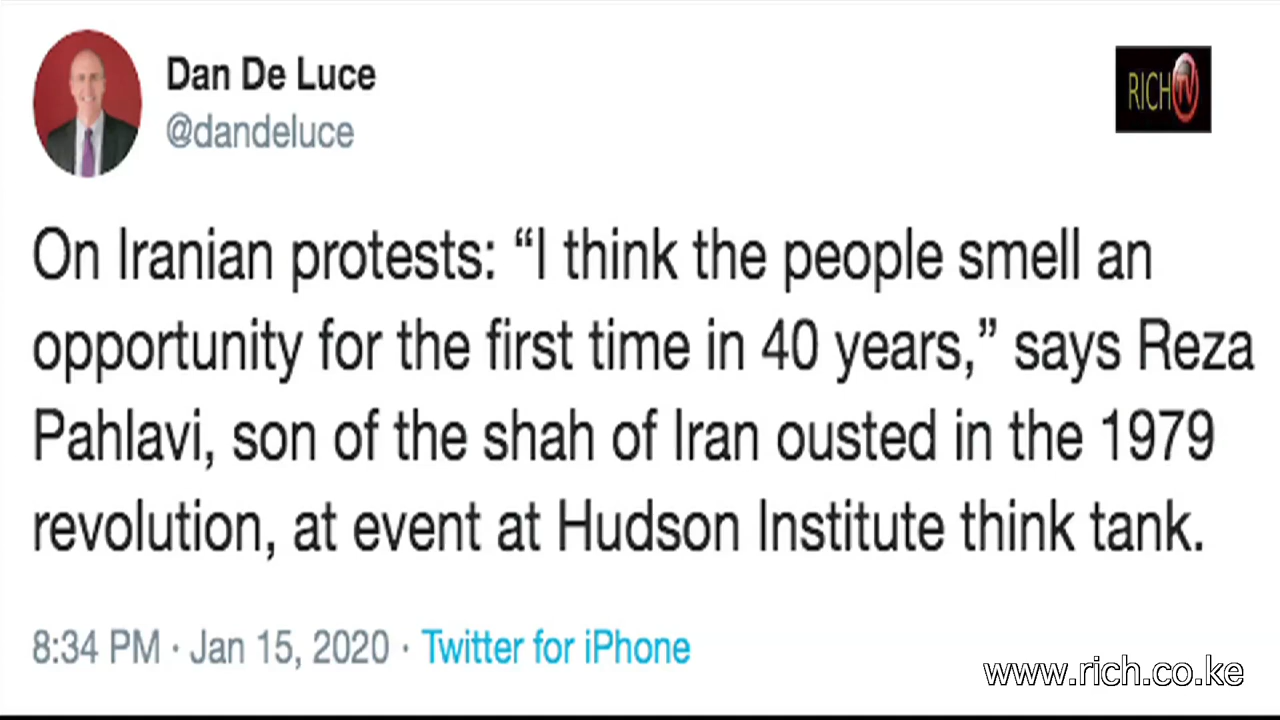 Dan De Luce
@dandeluce
RICH TV
On Iranian protests: “I think the people smell an
opportunity for the first time in 40 years,” says Reza
Pahlavi, son of the shah of Iran ousted in the 1979
revolution, at event at Hudson Institute think tank.
8:34 PM · Jan 15, 2020 · Twitter for iPhone
www.rich.co.ke